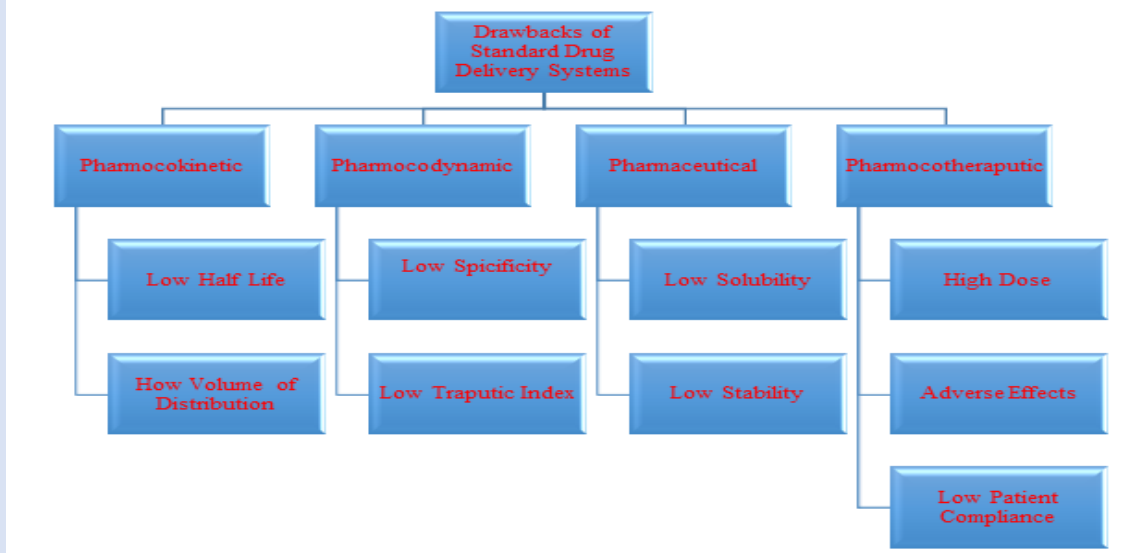 Drawbacks of
Standard Drug
Delivery Systems
Pharmocokinetic
Pharmocodynamic
Pharmaceutical
Pharmocotheraputic
Low Half Life
Low Spicificity
Low Solubility
High Dose
How Volume of
Distribution
Low Traputic Index
Low Stability
Adverse Effects
Low Patient
Compliance